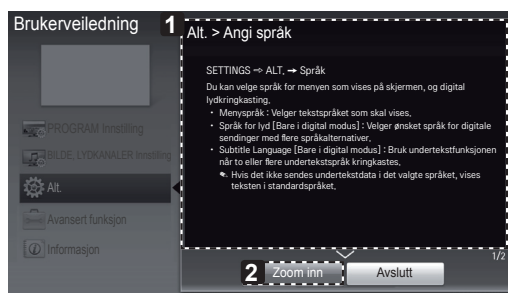 Brukerveiledning
1
Alt. > Angi språk
SETTINGS ⇨ ALT. ➙ Språk
Du kan velge språk for menyen som vises på skjermen, og digital
lydkringkasting.
• Menyspråk : Velger tekstspråket som skal vises.
• Språk for lyd [Bare i digital modus] : Velger ønsket språk for digitale
sendinger med flere språkalternativer.
• Subtitle Language [Bare i digital modus] : Bruk undertekstfunksjonen
når to eller flere undertekstspråk kringkastes.
Hvis det ikke sendes undertekstdata i det valgte språket, vises
teksten i standardspråket.
PROGRAM Innstilling
BILDE, LYDKANALER Innstilling
Alt.
Avansert funksjon
Informasjon
1/2
2
Zoom inn
Avslutt